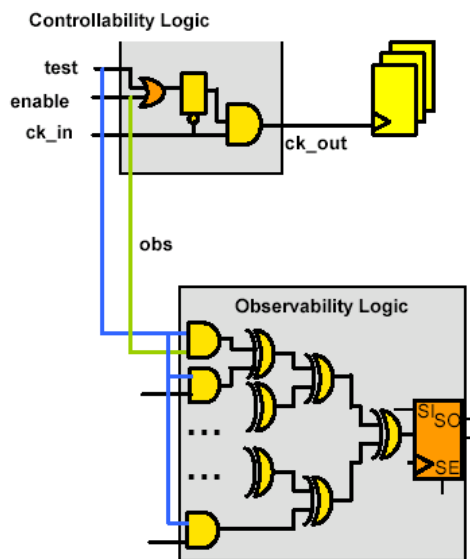 Controllability Logic
test
enable
ck_in
ck_out
obs
Observability Logic
...
...
SI
SO
SE